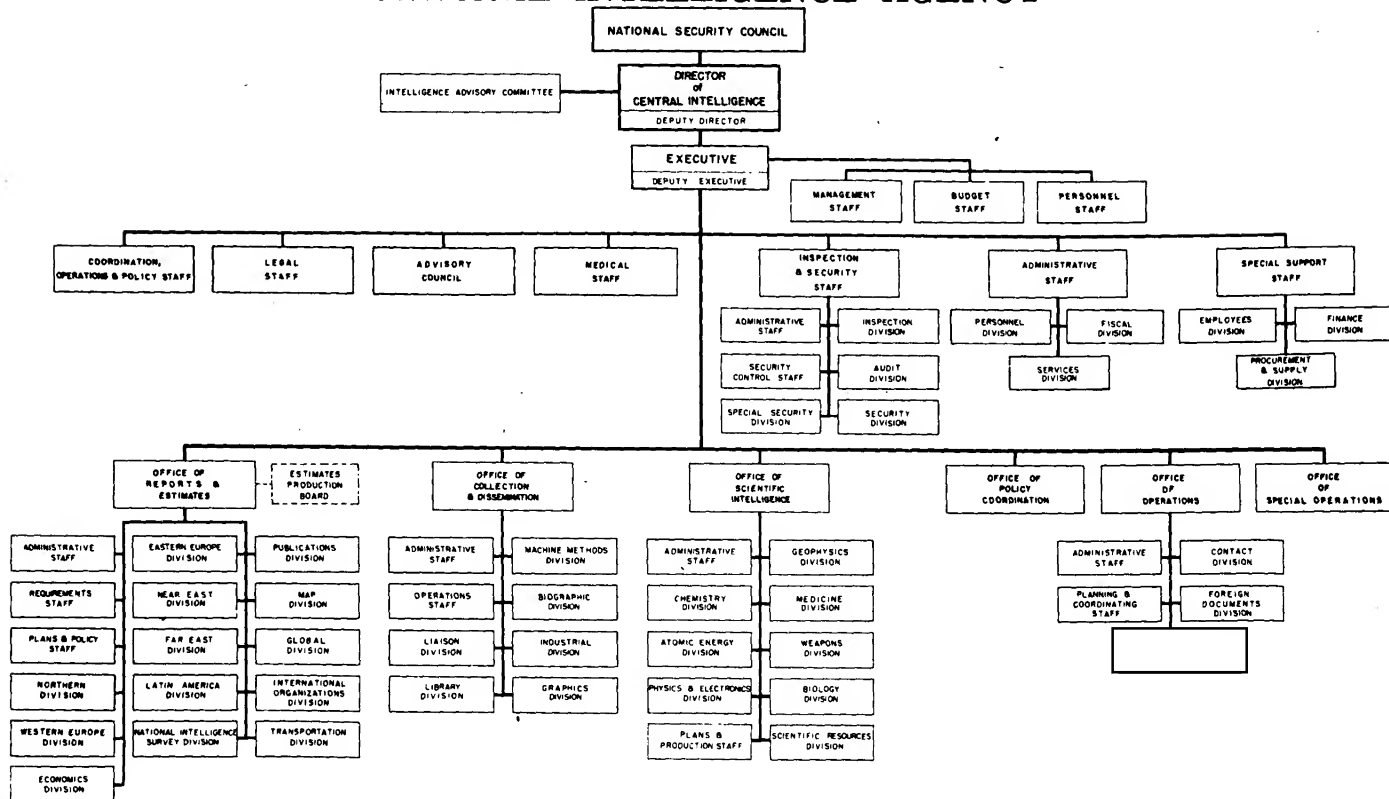 INTELLIGENCE AGENCY
NATIONAL SECURITY COUNCIL
DIRECTOR
of
CENTRAL INTELLIGENCE
DEPUTY DIRECTOR
INTELLIGENCE ADVISORY COMMITTEE
EXECUTIVE
DEPUTY EXECUTIVE
MANAGEMENT
STAFF
BUDGET
STAFF
PERSONNEL
STAFF
COORDINATION,
OPERATIONS & POLICY STAFF
LEGAL
STAFF
ADVISORY
COUNCIL
MEDICAL
STAFF
INSPECTION
& SECURITY
STAFF
ADMINISTRATIVE
STAFF
SPECIAL SUPPORT
STAFF
ADMINISTRATIVE
STAFF
INSPECTION
DIVISION
SECURITY
CONTROL STAFF
AUDIT
DIVISION
SPECIAL SECURITY
DIVISION
SECURITY
DIVISION
PERSONNEL
DIVISION
FISCAL
DIVISION
SERVICES
DIVISION
EMPLOYEES
DIVISION
FINANCE
DIVISION
PROCUREMENT
& SUPPLY
DIVISION
OFFICE OF
REPORTS &
ESTIMATES
ESTIMATES
PRODUCTION
BOARD
OFFICE OF
COLLECTION
& DISSEMINATION
OFFICE OF
SCIENTIFIC
INTELLIGENCE
OFFICE OF
POLICY
COORDINATION
OFFICE
OF
OPERATIONS
OFFICE
OF
SPECIAL OPERATIONS
ADMINISTRATIVE
STAFF
EASTERN EUROPE
DIVISION
PUBLICATIONS
DIVISION
REQUIREMENTS
STAFF
NEAR EAST
DIVISION
MAP
DIVISION
PLANS & POLICY
STAFF
FAR EAST
DIVISION
GLOBAL
DIVISION
NORTHERN
DIVISION
LATIN AMERICA
DIVISION
INTERNATIONAL
ORGANIZATIONS
DIVISION
WESTERN EUROPE
DIVISION
NATIONAL INTELLIGENCE
SURVEY DIVISION
TRANSPORTATION
DIVISION
ECONOMICS
DIVISION
ADMINISTRATIVE
STAFF
MACHINE METHODS
DIVISION
OPERATIONS
STAFF
BIOGRAPHIC
DIVISION
LIAISON
DIVISION
INDUSTRIAL
DIVISION
LIBRARY
DIVISION
GRAPHICS
DIVISION
ADMINISTRATIVE
STAFF
GEOPHYSICS
DIVISION
CHEMISTRY
DIVISION
MEDICINE
DIVISION
ATOMIC ENERGY
DIVISION
WEAPONS
DIVISION
PHYSICS & ELECTRONICS
DIVISION
BIOLOGY
DIVISION
PLANS &
PRODUCTION STAFF
SCIENTIFIC RESOURCES
DIVISION
ADMINISTRATIVE
STAFF
CONTACT
DIVISION
PLANNING &
COORDINATING
STAFF
FOREIGN
DOCUMENTS
DIVISION